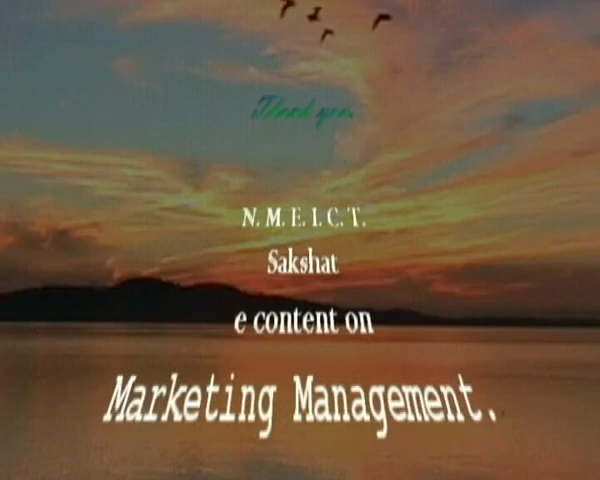 Thank you
N. M. E. I. C. T.
Sakshat
e content on
Marketing Management.